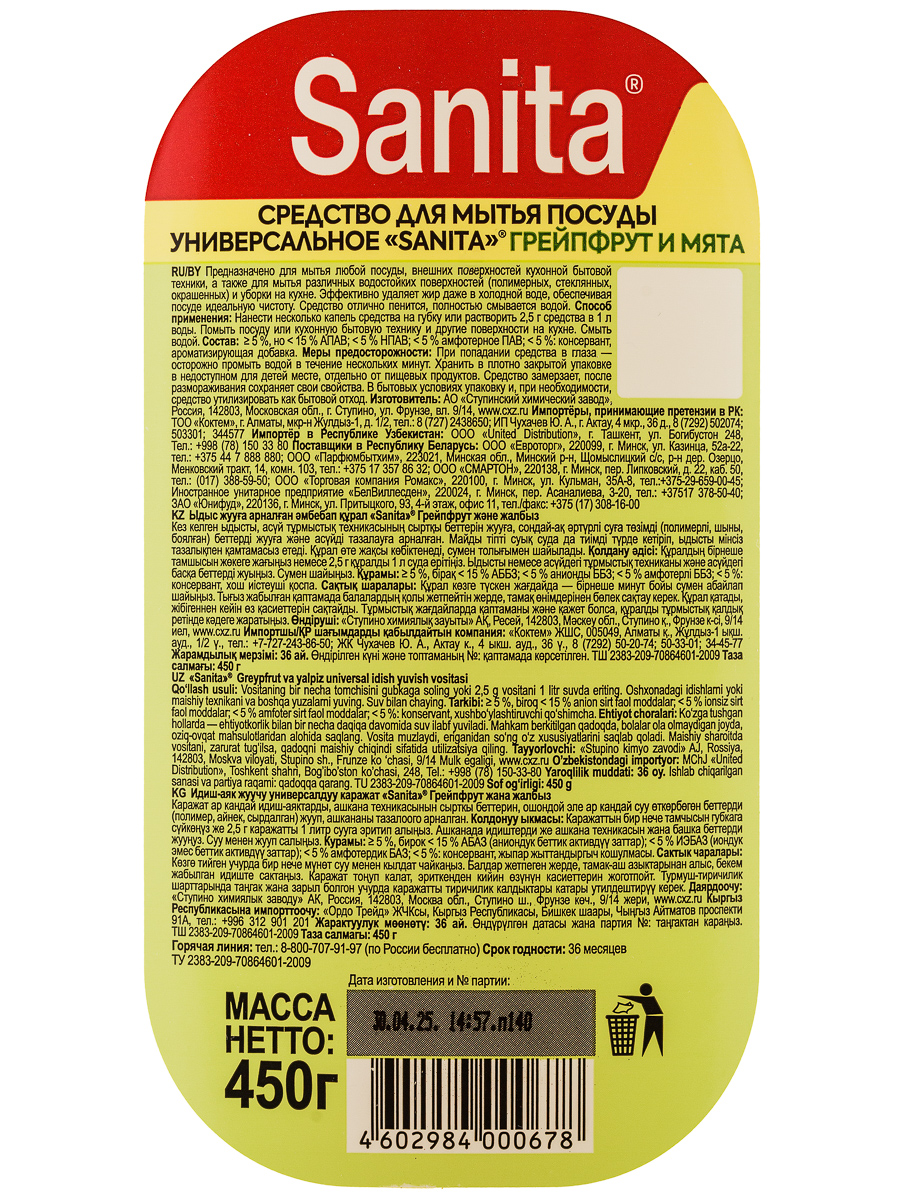 Sanita®
СРЕДСТВО ДЛЯ МЫТЬЯ ПОСУДЫ
УНИВЕРСАЛЬНОЕ «SANITA»® ГРЕЙПФРУТ И МЯТА
RU/BY Предназначено для мытья любой посуды, внешних поверхностей кухонной бытовой
техники, а также для мытья различных водостойких поверхностей (полимерных, стеклянных,
окрашенных) и уборки на кухне. Эффективно удаляет жир даже в холодной воде, обеспечивая
посуде идеальную чистоту. Средство отлично пенится, полностью смывается водой. Способ
применения: Нанести несколько капель средства на губку или растворить 2,5 г средства в 1 л
воды. Помыть посуду или кухонную бытовую технику и другие поверхности на кухне. Смыть
водой. Состав: ≥ 5 %, но < 15 % АПАВ; < 5 % НПАВ; < 5 % амфотерное ПАВ; < 5 %: консервант,
ароматизирующая добавка. Меры предосторожности: При попадании средства в глаза —
осторожно промыть водой в течение нескольких минут. Хранить в плотно закрытой упаковке
в недоступном для детей месте, отдельно от пищевых продуктов. Средство замерзает, после
размораживания сохраняет свои свойства. В бытовых условиях упаковку и, при необходимости,
средство утилизировать как бытовой отход. Изготовитель: АО «Ступинский химический завод»,
Россия, 142803, Московская обл., г. Ступино, ул. Фрунзе, вл. 9/14, www.cxz.ru Импортёры, принимающие претензии в РК:
ТОО «Коктем», г. Алматы, мкр-н Жулдыз-1, д. 1/2, тел.: 8 (727) 2438650; ИП Чухачев Ю. А., г. Актау, 4 мкр., 36 д., 8 (7292) 502074;
503301; 344577 Импортёр в Республике Узбекистан: ООО «United Distribution», г. Ташкент, ул. Богибустон 248,
Тел.: +998 (78) 150 33 80 Поставщики в Республику Беларусь: ООО «Евроторг», 220099, г. Минск, ул. Казинца, 52а-22,
тел.: +375 44 7 888 880; ООО «Парфюмбытхим», 223021, Минская обл., Минский р-н, Щомыслицкий с/с, р-н дер. Озерцо,
Менковский тракт, 14, комн. 103, тел.: +375 17 357 86 32; ООО «СМАРТОН», 220138, г. Минск, пер. Липковский, д. 22, каб. 50,
тел.: (017) 388-59-50; ООО «Торговая компания Ромакс», 220100, г. Минск, ул. Кульман, 35А-8, тел.:+375-29-659-00-45;
Иностранное унитарное предприятие «БелВиллесден», 220024, г. Минск, пер. Асаналиева, 3-20, тел.: +37517 378-50-40;
ЗАО «Юнифуд», 220136, г. Минск, ул. Притыцкого, 93, 4-й этаж, офис 11, тел./факс: +375 (17) 308-16-00
KZ Ыдыс жууға арналған әмбебап құрал «Sanita»® Грейпфрут және жалбыз
Кез келген ыдысты, асүй тұрмыстық техникасының сыртқы беттерін жууға, сондай-ақ әртүрлі суға төзімді (полимерлі, шыны,
боялған) беттерді жууға және асүйді тазалауға арналған. Майды тіпті суық суда да тиімді түрде кетіріп, ыдысты мінсіз
тазалықпен қамтамасыз етеді. Құрал өте жақсы көбіктенеді, сумен толығымен шайылады. Қолдану әдісі: Құралдың бірнеше
тамшысын жөкеге жағыңыз немесе 2,5 г құралды 1 л суда ерітіңіз. Ыдысты немесе асүйдегі тұрмыстық техниканы және асүйдегі
басқа беттерді жуыңыз. Сумен шайыңыз. Құрамы: ≥ 5 %, бірақ < 15 % АББЗ; < 5 % анионды ББЗ; < 5 % амфотерлі ББЗ; < 5 %:
консервант, хош иістеуші қоспа. Сақтық шаралары: Құрал көзге түскен жағдайда — бірнеше минут бойы сумен абайлап
шайыңыз. Тығыз жабылған қаптамада балалардың қолы жетпейтін жерде, тамақ өнімдерінен бөлек сақтау керек. Құрал қатады,
жібігеннен кейін өз қасиеттерін сақтайды. Тұрмыстық жағдайларда қаптаманы және қажет болса, құралды тұрмыстық қалдық
ретінде кәдеге жаратыңыз. Өндіруші: «Ступино химиялық зауыты» АҚ, Ресей, 142803, Мәскеу обл., Ступино қ., Фрунзе к-сі, 9/14
иел, www.cxz.ru Импортшы/ҚР шағымдарды қабылдайтын компания: «Коктем» ЖШС, 005049, Алматы қ., Жулдыз-1 ықш.
ауд., 1/2 ү., тел.: +7-727-243-86-50; ЖК Чухачев Ю. А., Актау к., 4 ықш. ауд., 36 ү., 8 (7292) 50-20-74; 50-33-01; 34-45-77
Жарамдылық мерзімі: 36 ай. Өндірілген күні және топтаманың №: қаптамада көрсетілген. ТШ 2383-209-70864601-2009 Таза
салмағы: 450 г
UZ «Sanita»® Greypfrut va yalpiz universal idish yuvish vositasi
Qo'llash usuli: Vositaning bir necha tomchisini gubkaga soling yoki 2,5 g vositani 1 litr suvda eriting. Oshxonadagi idishlarni yoki
maishiy texnikani va boshqa yuzalarni yuving. Suv bilan chaying. Tarkibi: ≥ 5 %, biroq < 15 % anion sirt faol moddalar; < 5 % ionsiz sirt
faol moddalar; < 5 % amfoter sirt faol moddalar; < 5 %: konservant, xushbo'ylashtiruvchi qo'shimcha. Ehtiyot choralari: Ko'zga tushgan
hollarda — ehtiyotkorlik bilan bir necha daqiqa davomida suv ilabf yuviladi. Mahkam berkitilgan qadoqda, bolalar ola olmaydigan joyda,
oziq-ovqat mahsulotlaridan alohida saqlang. Vosita muzlaydi, eriganidan so'ng o'z xususiyatlarini saqlab qoladi. Maishiy sharoitda
vositani, zarurat tug'ilsa, qadoqni maishiy chiqindi sifatida utilizatsiya qiling. Tayyorlovchi: «Stupino kimyo zavodi» AJ, Rossiya,
142803, Moskva viloyati, Stupino sh., Frunze ko 'chasi, 9/14 Mulk egaligi, www.cxz.ru O'zbekistondagi importyor: MChJ «United
Distribution», Toshkent shahri, Bog'ibo'ston ko'chasi, 248, Tel.: +998 (78) 150-33-80 Yaroqlilik muddati: 36 oy. Ishlab chiqarilgan
sanasi va partiya raqami: qadoqqa qarang. TU 2383-209-70864601-2009 Sof og'irligi: 450 g
KG Идиш-аяк жуучу универсалдуу каражат «Sanita»® Грейпфрут жана жалбыз
Каражат ар кандай идиш-аяктарды, ашкана техникасынын сырткы беттерин, ошондой эле ар кандай суу өткөрбөгөн беттерди
(полимер, айнек, сырдалган) жууп, ашкананы тазалоого арналган. Колдонуу ыкмасы: Каражаттын бир нече тамчысын губкага
сүйкөңүз же 2,5 г каражатты 1 литр сууга эритип алыңыз. Ашканада идиштерди же ашкана техникасын жана башка беттерди
жууңуз. Суу менен жууп салыңыз. Курамы: ≥ 5 %, бирок < 15 % АБАЗ (аниондук беттик активдүү заттар); < 5 % ИЭБАЗ (иондук
эмес беттик активдүү заттар); < 5 % амфотердик БАЗ; < 5 %: консервант, жыпар жыттандыргыч кошулмасы. Сактык чаралары:
Көзге тийген учурда бир нече мүнөт суу менен кылдат чайкаңыз. Балдар жетпеген жерде, тамак-аш азыктарынан алыс, бекем
жабылган идиште сактаңыз. Каражат тоңуп калат, эриткенден кийин өзүнүн касиеттерин жоготпойт. Турмуш-тиричилик
шарттарында таңгак жана зарыл болгон учурда каражатты тиричилик калдыктары катары утилдештирүү керек. Даярдоочу:
«Ступино химиялык заводу» АК, Россия, 142803, Москва обл., Ступино ш., Фрунзе көч., 9/14 жери, www.cxz.ru Кыргыз
Республикасына импорттоочу: «Ордо Трейд» ЖЧКсы, Кыргыз Республикасы, Бишкек шаары, Чыңгыз Айтматов проспекти
91А, тел.: +996 312 901 201 Жарактуулук мөөнөтү: 36 ай. Өндүрүлгөн датасы жана партия №: таңгактан караңыз.
ТШ 2383-209-70864601-2009 Таза салмагы: 450 г
Горячая линия: тел.: 8-800-707-91-97 (по России бесплатно) Срок годности: 36 месяцев
ТУ 2383-209-70864601-2009
Дата изготовления и № партии:
30.04.25. 14:57.п140
МАССА
НЕТТО:
450г
4 602984 000678